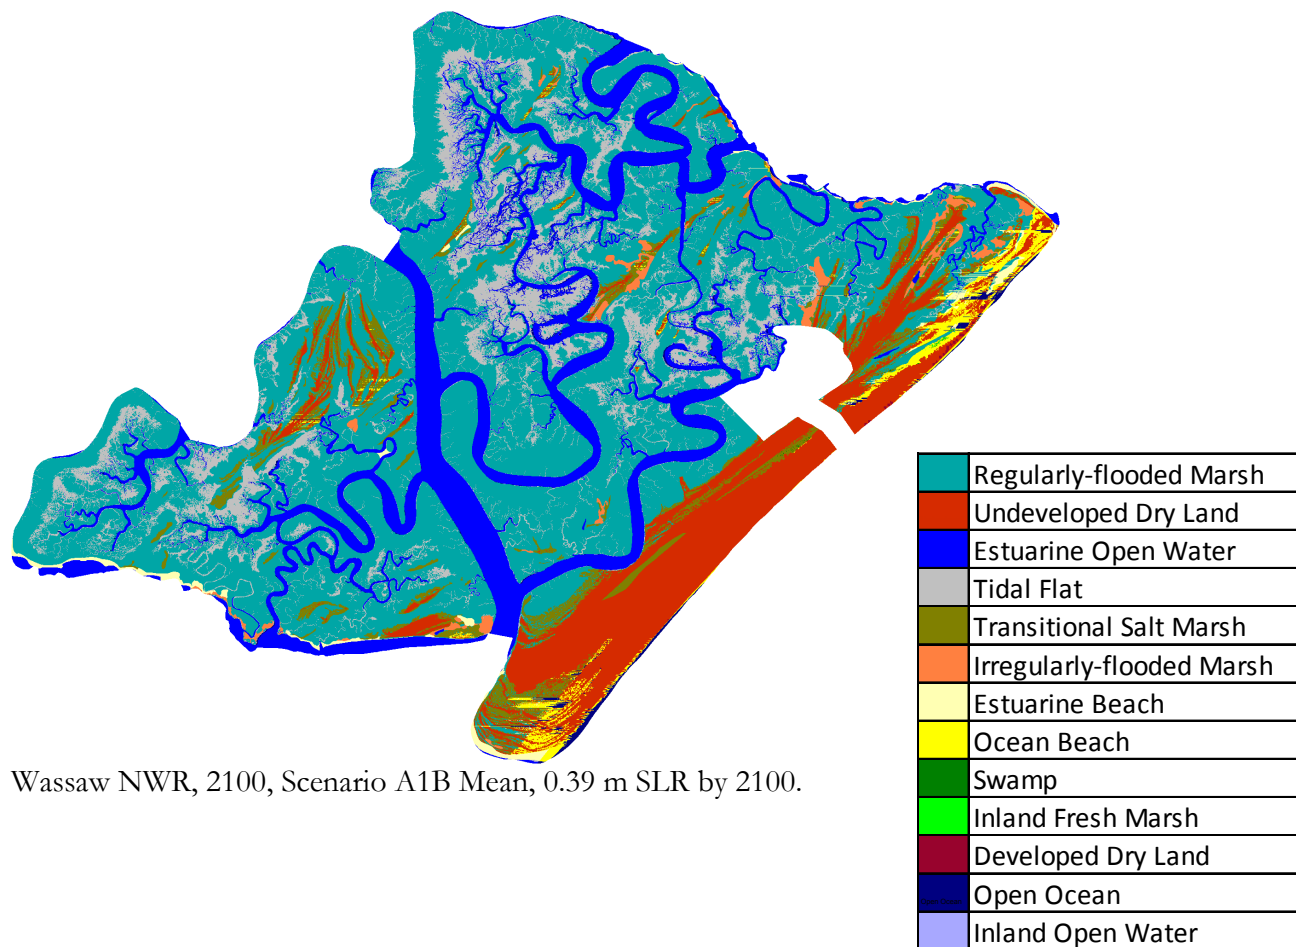 Regularly-flooded Marsh
Undeveloped Dry Land
Estuarine Open Water
Tidal Flat
Transitional Salt Marsh
Irregularly-flooded Marsh
Estuarine Beach
Ocean Beach
Swamp
Inland Fresh Marsh
Developed Dry Land
Open Ocean
Inland Open Water
Wassaw NWR, 2100, Scenario A1B Mean, 0.39 m SLR by 2100.